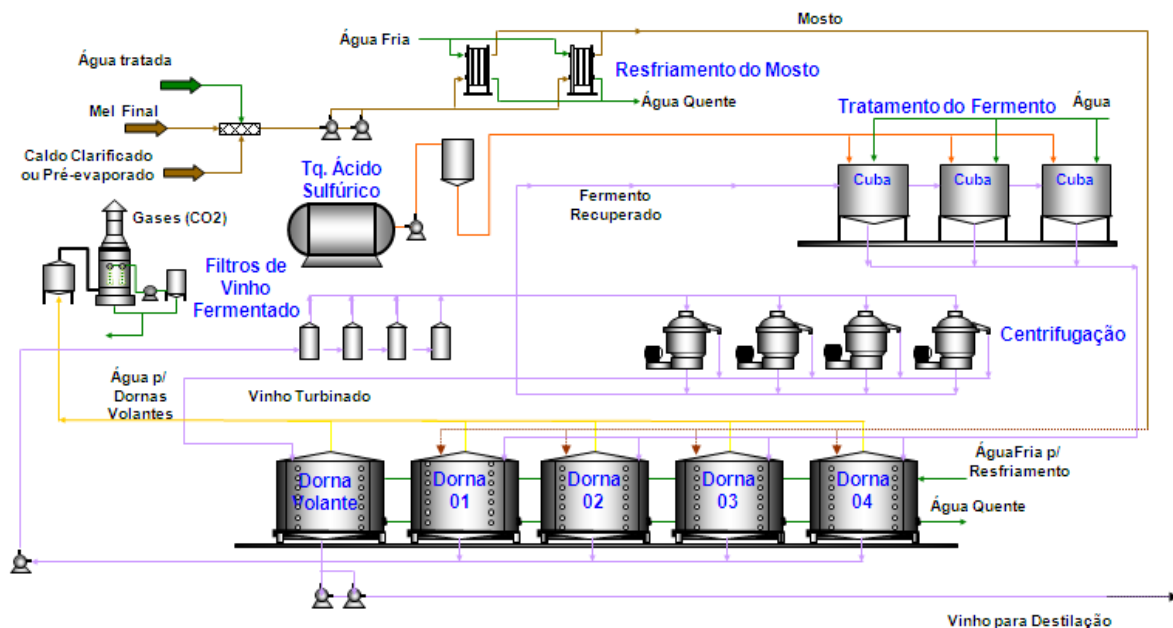 Mosto
Água Fria
Água tratada
Resfriamento do Mosto
Água Quente
Mel Final
Tratamento do Fermento
Água
Caldo Clarificado
ou Pré-evaporado
Tq. Ácido
Sulfúrico
Cuba
Cuba
Cuba
Fermento
Recuperado
Gases (CO2)
Filtros de
Vinho
Fermentado
Centrifugação
Água p/
Dornas
Volantes
Vinho Turbinado
ÁguaFria p/
Resfriamento
Dorna
Volante
Dorna
01
Dorna
02
Dorna
03
Dorna
04
Água Quente
Vinho para Destilação